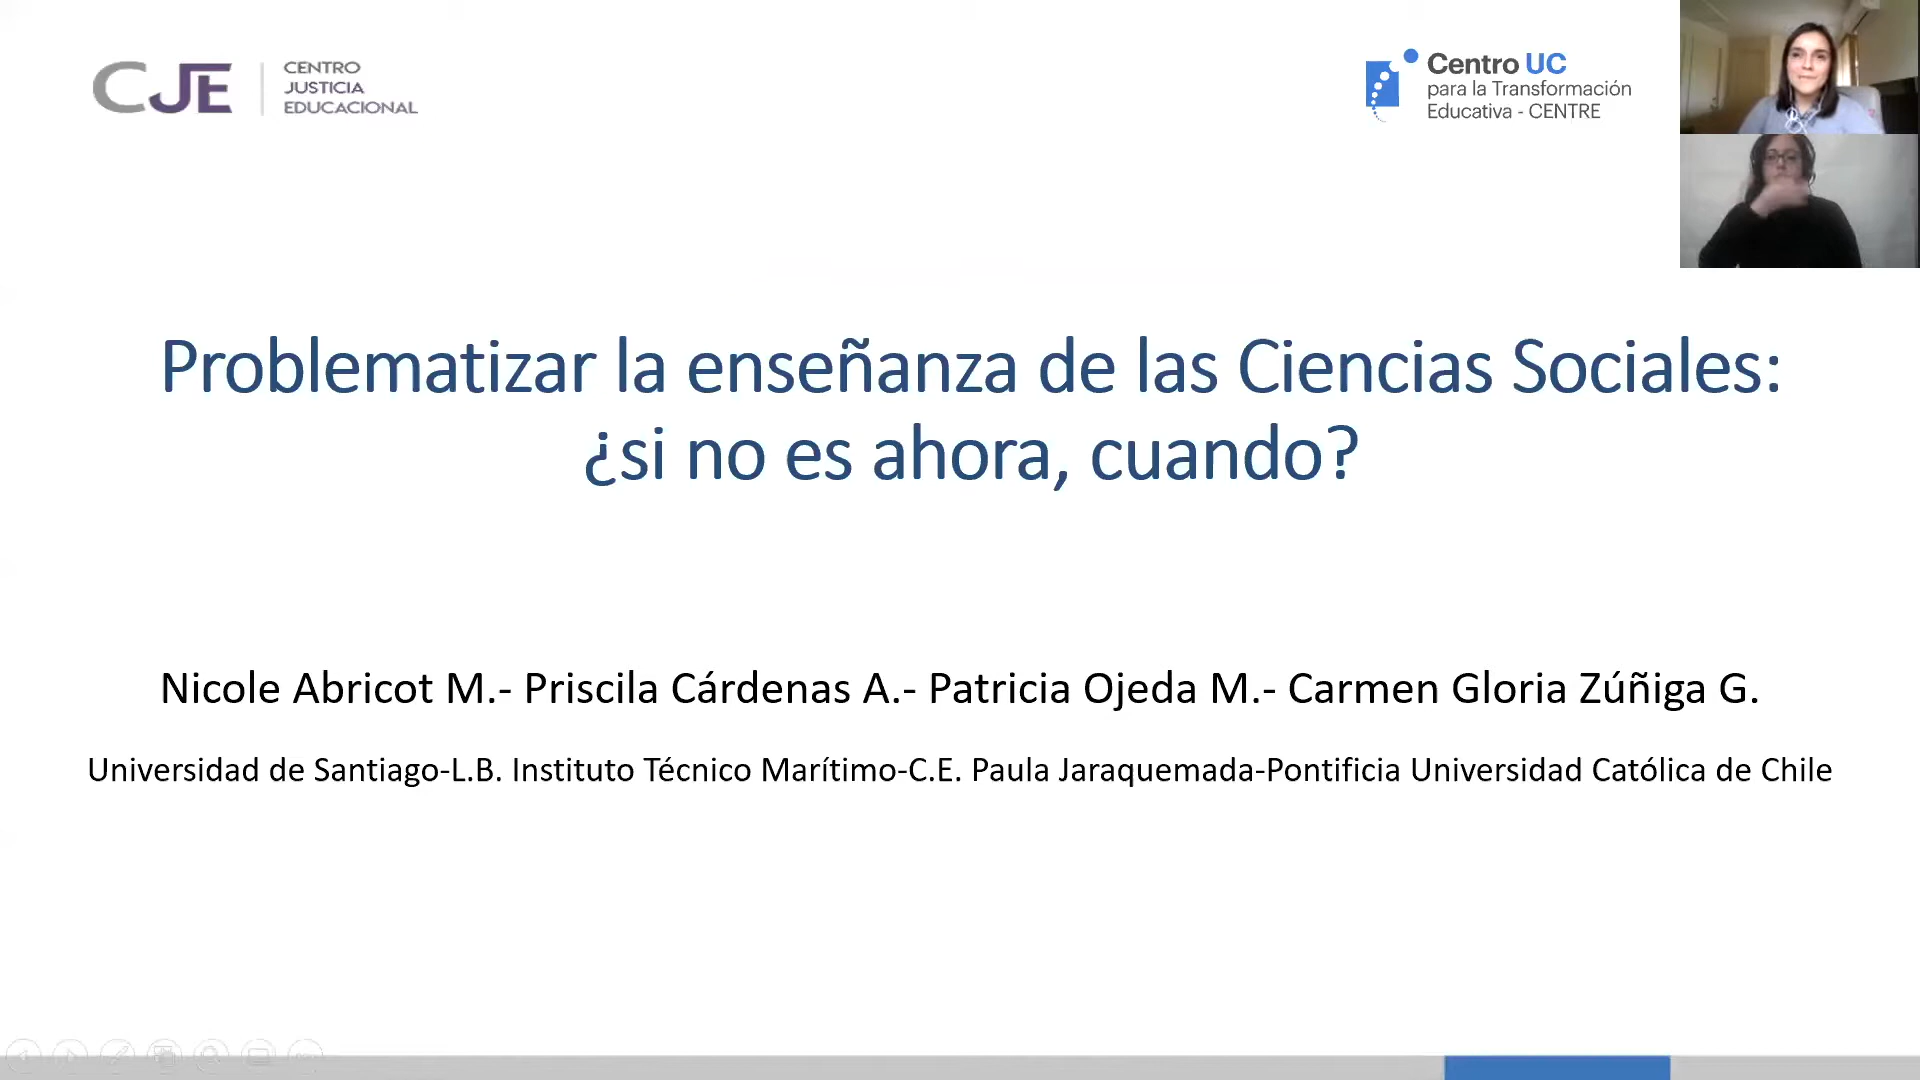 CJE
CENTRO
JUSTICIA
EDUCACIONAL
Centro UC
para la Transformación
Educativa - CENTRE
Problematizar la enseñanza de las Ciencias Sociales:
¿si no es ahora, cuando?
Nicole Abricot M.- Priscila Cárdenas A.- Patricia Ojeda M.- Carmen Gloria Zúñiga G.
Universidad de Santiago-L.B. Instituto Técnico Marítimo-C.E. Paula Jaraquemada-Pontificia Universidad Católica de Chile